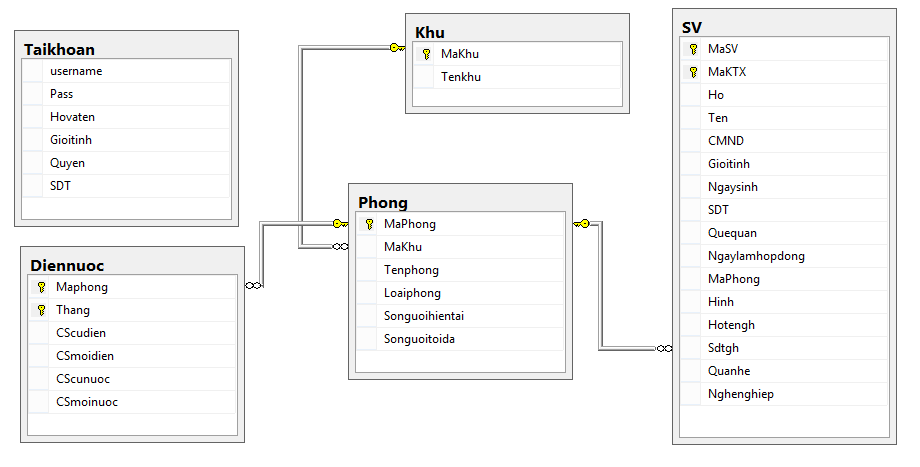 Taikhoan
username
Pass
Hovaten
Gioitinh
Quyen
SDT
Khu
MaKhu
Tenkhu
SV
MaSV
MaKTX
Ho
Ten
CMND
Gioitinh
Ngaysinh
SDT
Quequan
Ngaylamhopdong
MaPhong
Hinh
Hotengh
Sdtgh
Quanhe
Nghenghiep
Phong
MaPhong
MaKhu
Tenphong
Loaiphong
Songuoihientai
Songuoitoida
Diennuoc
Maphong
Thang
CScudien
CSmoidien
CScunuoc
CSmoinuoc